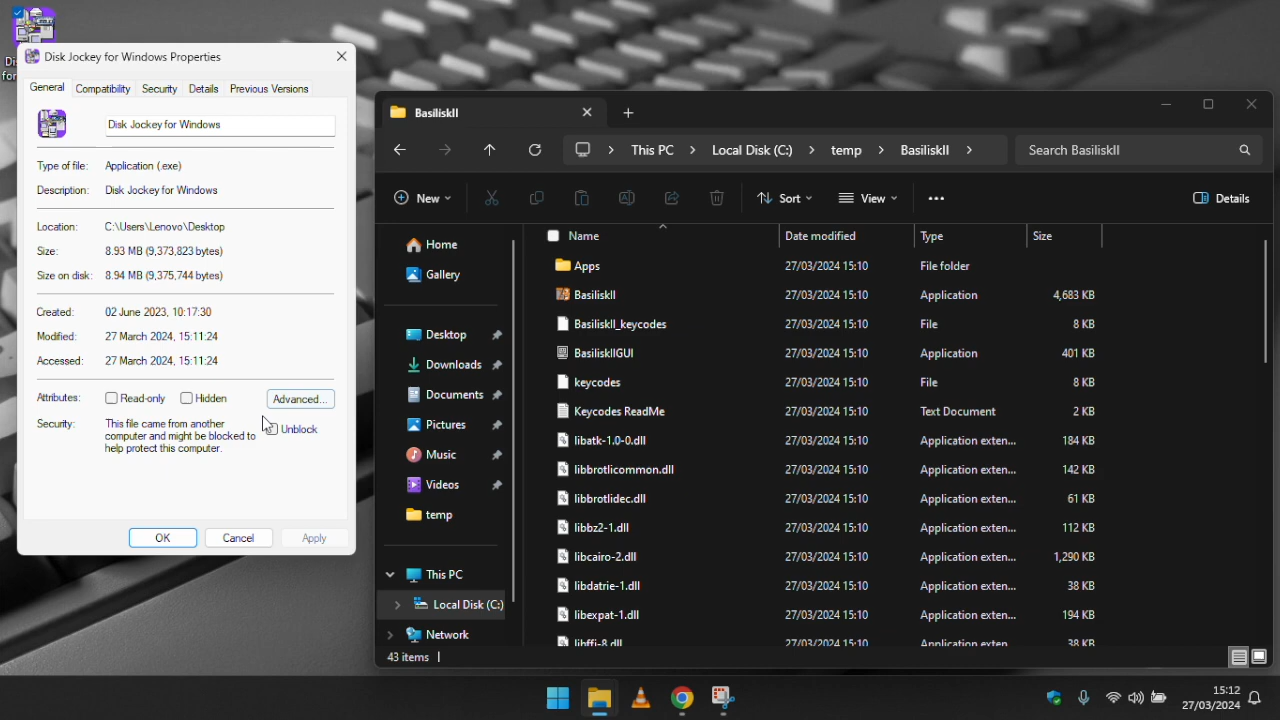 Disk Jockey for Windows Properties
General
Compatibility
Security
Details
Previous Versions
Disk Jockey for Windows
Type of file: Application (.exe)
Description: Disk Jockey for Windows
Location: C:\Users\Lenovo\Desktop
Size: 8.93 MB (9,373,823 bytes)
Size on disk: 8.94 MB (9,375,744 bytes)
Created: 02 June 2023, 10:17:30
Modified: 27 March 2024, 15:11:24
Accessed: 27 March 2024, 15:11:24
Attributes: Read-only Hidden Advanced...
Security: This file came from another
computer and might be blocked to
help protect this computer.
Unblock
OK Cancel Apply
BasiliskII
This PC > Local Disk (C:) > temp > BasiliskII >
Search BasiliskII
New
Sort
View
Details
Home
Gallery
Desktop
Downloads
Documents
Pictures
Music
Videos
temp
This PC
Local Disk (C:)
Network
Name Date modified Type Size
Apps 27/03/2024 15:10 File folder
BasiliskII 27/03/2024 15:10 Application 4,683 KB
BasiliskII_keycodes 27/03/2024 15:10 File 8 KB
BasiliskIIGUI 27/03/2024 15:10 Application 401 KB
keycodes 27/03/2024 15:10 File 8 KB
Keycodes ReadMe 27/03/2024 15:10 Text Document 2 KB
libatk-1.0-0.dll 27/03/2024 15:10 Application exten... 184 KB
libbrotlicommon.dll 27/03/2024 15:10 Application exten... 142 KB
libbrotlidec.dll 27/03/2024 15:10 Application exten... 61 KB
libbz2-1.dll 27/03/2024 15:10 Application exten... 112 KB
libcairo-2.dll 27/03/2024 15:10 Application exten... 1,290 KB
libdatrie-1.dll 27/03/2024 15:10 Application exten... 38 KB
libexpat-1.dll 27/03/2024 15:10 Application exten... 194 KB
libffi-8.dll 27/03/2024 15:10 Application exten... 38 KB
43 items
15:12
27/03/2024